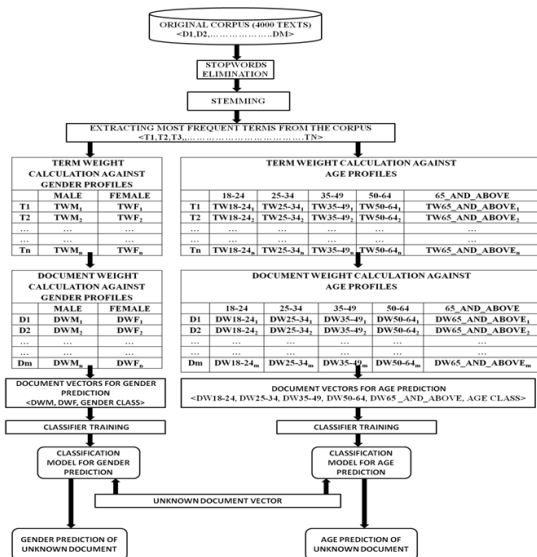 ORIGINAL CORPUS (4000 TEXTS)
<D1,D2,………………..DM>
STOPWORDS
ELIMINATION
STEMMING
EXTRACTING MOST FREQUENT TERMS FROM THE CORPUS
<T1,T2,T3,,…………………………….TN>
TERM WEIGHT
CALCULATION AGAINST
GENDER PROFILES
MALE FEMALE
T1 TWM1 TWF1
T2 TWM2 TWF2
… … …
… … …
Tn TWMn TWFn
TERM WEIGHT CALCULATION AGAINST
AGE PROFILES
18-24 25-34 35-49 50-64 65_AND_ABOVE
T1 TW18-241 TW25-341 TW35-491 TW50-641 TW65_AND_ABOVE1
T2 TW18-242 TW25-342 TW35-492 TW50-642 TW65_AND_ABOVE2
… … … … … …
… … … … … …
Tn TW18-24n TW25-34n TW35-49n TW50-64n TW65_AND_ABOVEn
DOCUMENT WEIGHT
CALCULATION AGAINST
GENDER PROFILES
MALE FEMALE
D1 DWM1 DWF1
D2 DWM2 DWF2
… … …
… … …
Dm DWMn DWFn
DOCUMENT WEIGHT CALCULATION AGAINST
AGE PROFILES
18-24 25-34 35-49 50-64 65_AND_ABOVE
D1 DW18-241 DW25-341 DW35-491 DW50-641 DW65_AND_ABOVE1
D2 DW18-242 DW25-342 DW35-492 DW50-642 DW65_AND_ABOVE2
… … … … … …
… … … … … …
Dm DW18-24m DW25-34m DW35-49m DW50-64m DW65_AND_ABOVEm
DOCUMENT VECTORS FOR GENDER
PREDICTION
<DWM, DWF, GENDER CLASS>
DOCUMENT VECTORS FOR AGE PREDICTION
<DW18-24, DW25-34, DW35-49, DW50-64, DW65_AND_ABOVE, AGE CLASS>
CLASSIFIER TRAINING
CLASSIFIER TRAINING
CLASSIFICATION
MODEL FOR GENDER
PREDICTION
CLASSIFICATION
MODEL FOR AGE
PREDICTION
UNKNOWN DOCUMENT VECTOR
GENDER PREDICTION OF
UNKNOWN DOCUMENT
AGE PREDICTION OF
UNKNOWN DOCUMENT